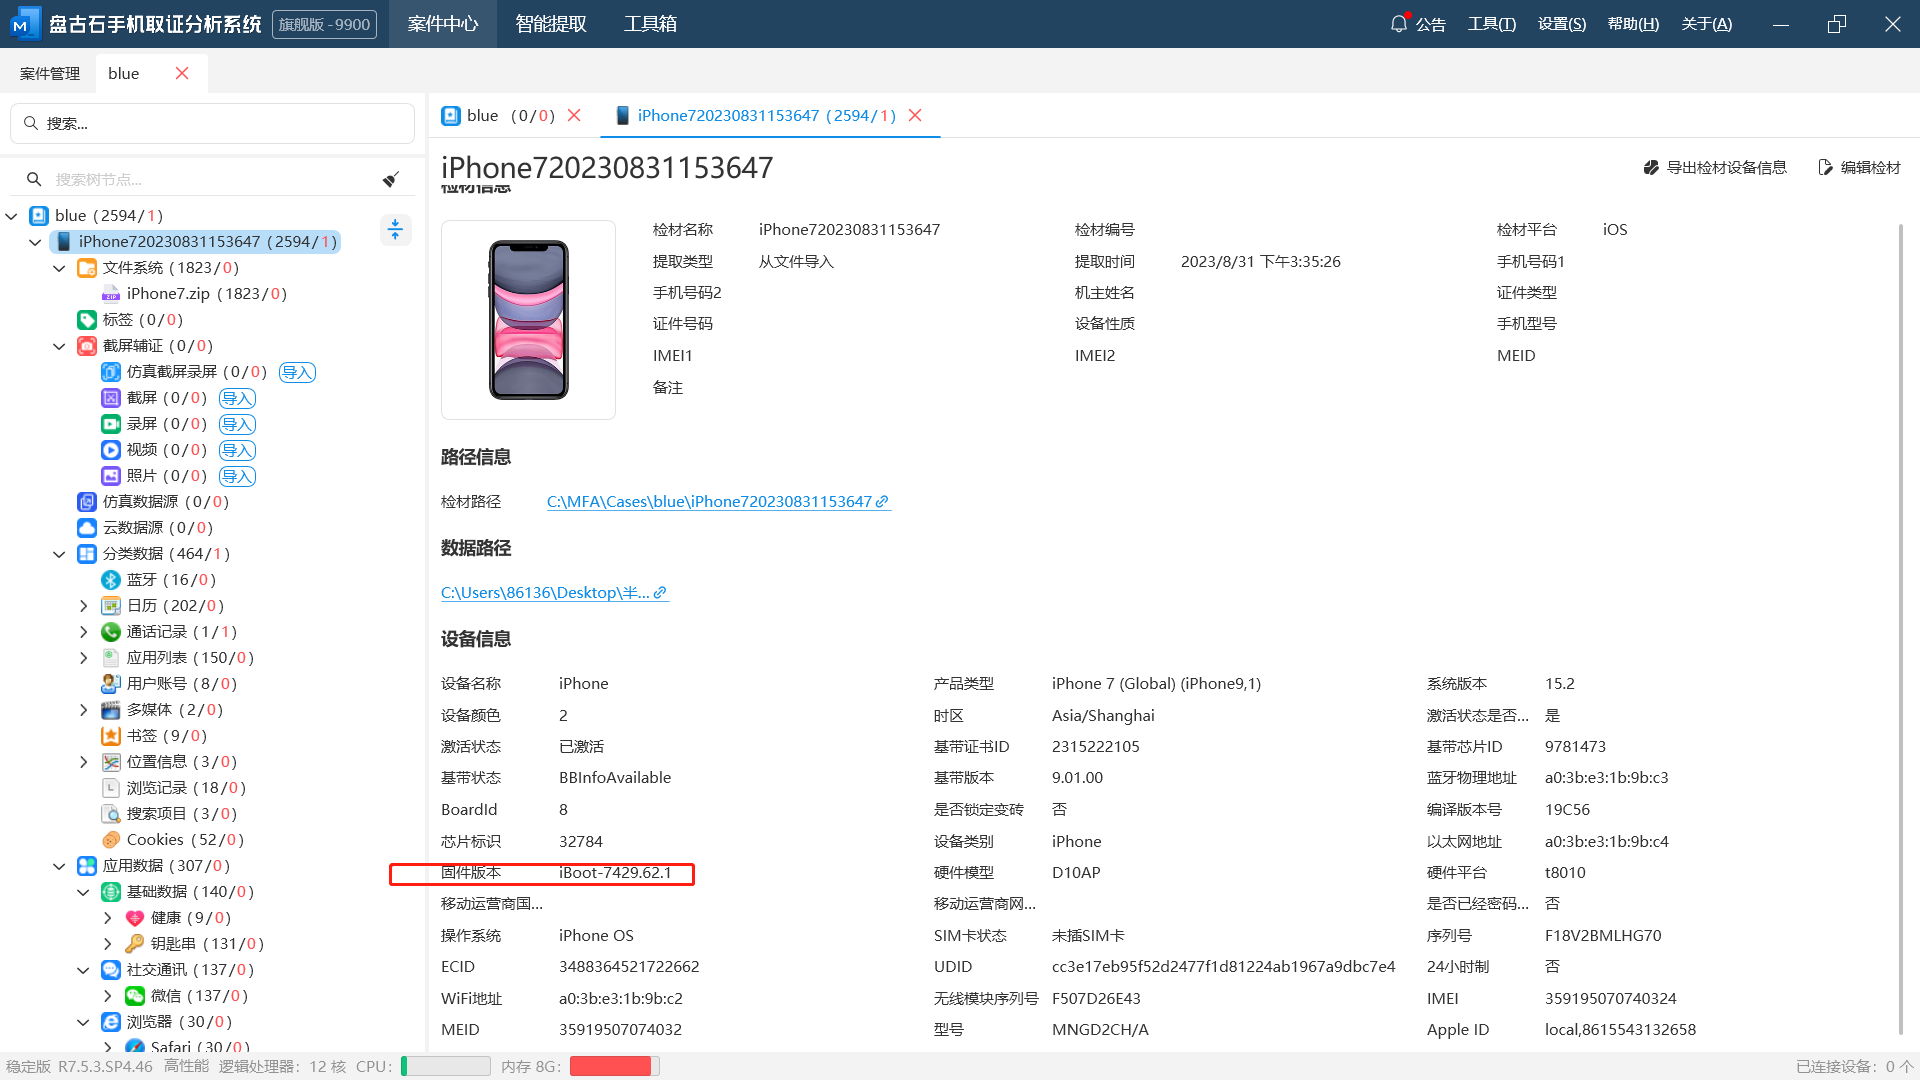 盘古石手机取证分析系统 旗舰版 - 9900 案件中心 智能提取 工具箱 公告 工具(T) 设置(S) 帮助(H) 关于(A)
案件管理 blue
搜索...
搜索树节点...
blue (2594/1)
iPhone720230831153647 (2594/1)
文件系统 (1823/0)
iPhone7.zip (1823/0)
标签 (0/0)
截屏辅证 (0/0)
仿真截屏录屏 (0/0) 导入
截屏 (0/0) 导入
录屏 (0/0) 导入
视频 (0/0) 导入
照片 (0/0) 导入
仿真数据源 (0/0)
云数据源 (0/0)
分类数据 (464/1)
蓝牙 (16/0)
日历 (202/0)
通话记录 (1/1)
应用列表 (150/0)
用户账号 (8/0)
多媒体 (2/0)
书签 (9/0)
位置信息 (3/0)
浏览记录 (18/0)
搜索项目 (3/0)
Cookies (52/0)
应用数据 (307/0)
基础数据 (140/0)
健康 (9/0)
钥匙串 (131/0)
社交通讯 (137/0)
微信 (137/0)
浏览器 (30/0)
Safari (30/0)
blue (0/0) iPhone720230831153647 (2594/1)
iPhone720230831153647 导出检材设备信息 编辑检材
检材信息
检材名称 iPhone720230831153647 检材编号 检材平台 iOS
提取类型 从文件导入 提取时间 2023/8/31 下午3:35:26 手机号码1
手机号码2 机主姓名 证件类型
证件号码 设备性质 手机型号
IMEI1 IMEI2 MEID
备注
路径信息
检材路径 C:\MFA\Cases\blue\iPhone720230831153647
数据路径
C:\Users\86136\Desktop\半...
设备信息
设备名称 iPhone 产品类型 iPhone 7 (Global) (iPhone9,1) 系统版本 15.2
设备颜色 2 时区 Asia/Shanghai 激活状态是否... 是
激活状态 已激活 基带证书ID 2315222105 基带芯片ID 9781473
基带状态 BBInfoAvailable 基带版本 9.01.00 蓝牙物理地址 a0:3b:e3:1b:9b:c3
BoardId 8 是否锁定变砖 否 编译版本号 19C56
芯片标识 32784 设备类别 iPhone 以太网地址 a0:3b:e3:1b:9b:c4
固件版本 iBoot-7429.62.1 硬件模型 D10AP 硬件平台 t8010
移动运营商国... 移动运营商网... 是否已经密码... 否
操作系统 iPhone OS SIM卡状态 未插SIM卡 序列号 F18V2BMLHG70
ECID 3488364521722662 UDID cc3e17eb95f52d2477f1d81224ab1967a9dbc7e4 24小时制 否
WiFi地址 a0:3b:e3:1b:9b:c2 无线模块序列号 F507D26E43 IMEI 359195070740324
MEID 35919507074032 型号 MNGD2CH/A Apple ID local,8615543132658
稳定版 R7.5.3.SP4.46 高性能 逻辑处理器: 12 核 CPU: 内存 8G: 已连接设备: 0 个